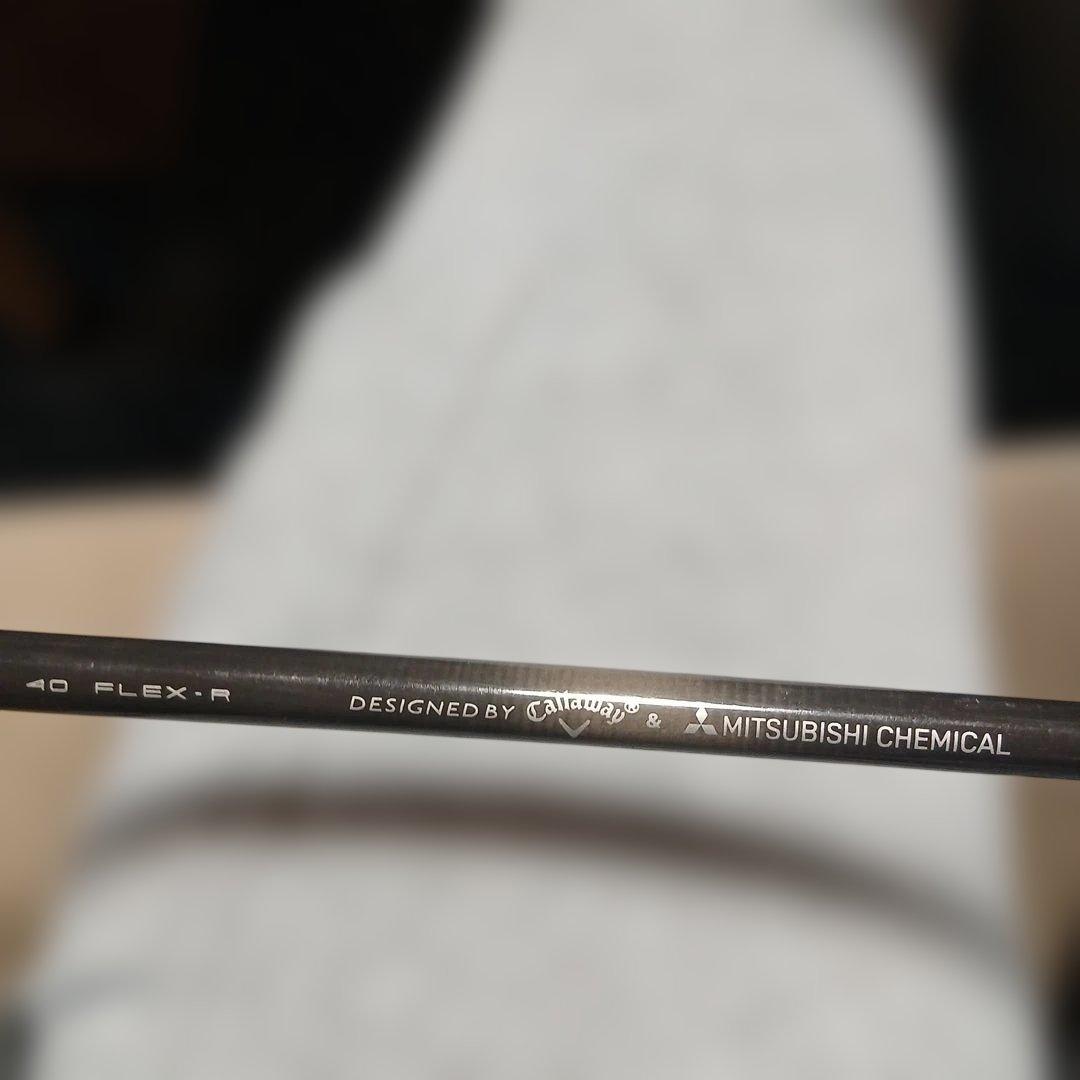 40 FLEX-R DESIGNED BY Callaway® & MITSUBISHI CHEMICAL